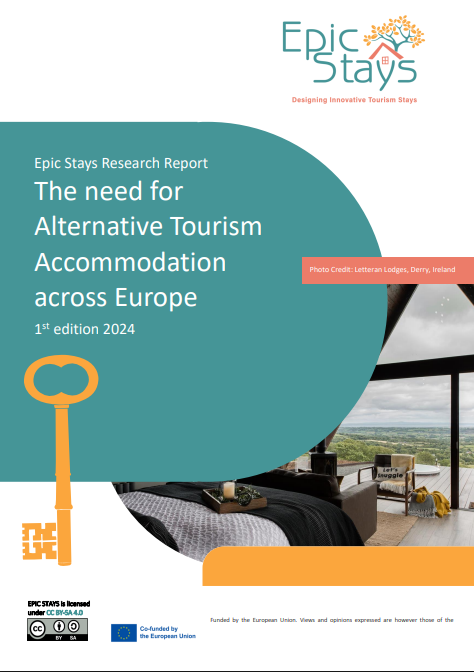 Epic
Stays
Designing Innovative Tourism Stays
Epic Stays Research Report
The need for
Alternative Tourism
Accommodation
across Europe
1st edition 2024
Photo Credit: Letteran Lodges, Derry, Ireland
Let's
Snuggle
EPIC STAYS is licensed
under CC BY-SA 4.0
CC
BY SA
Co-funded by
the European Union
Funded by the European Union. Views and opinions expressed are however those of the